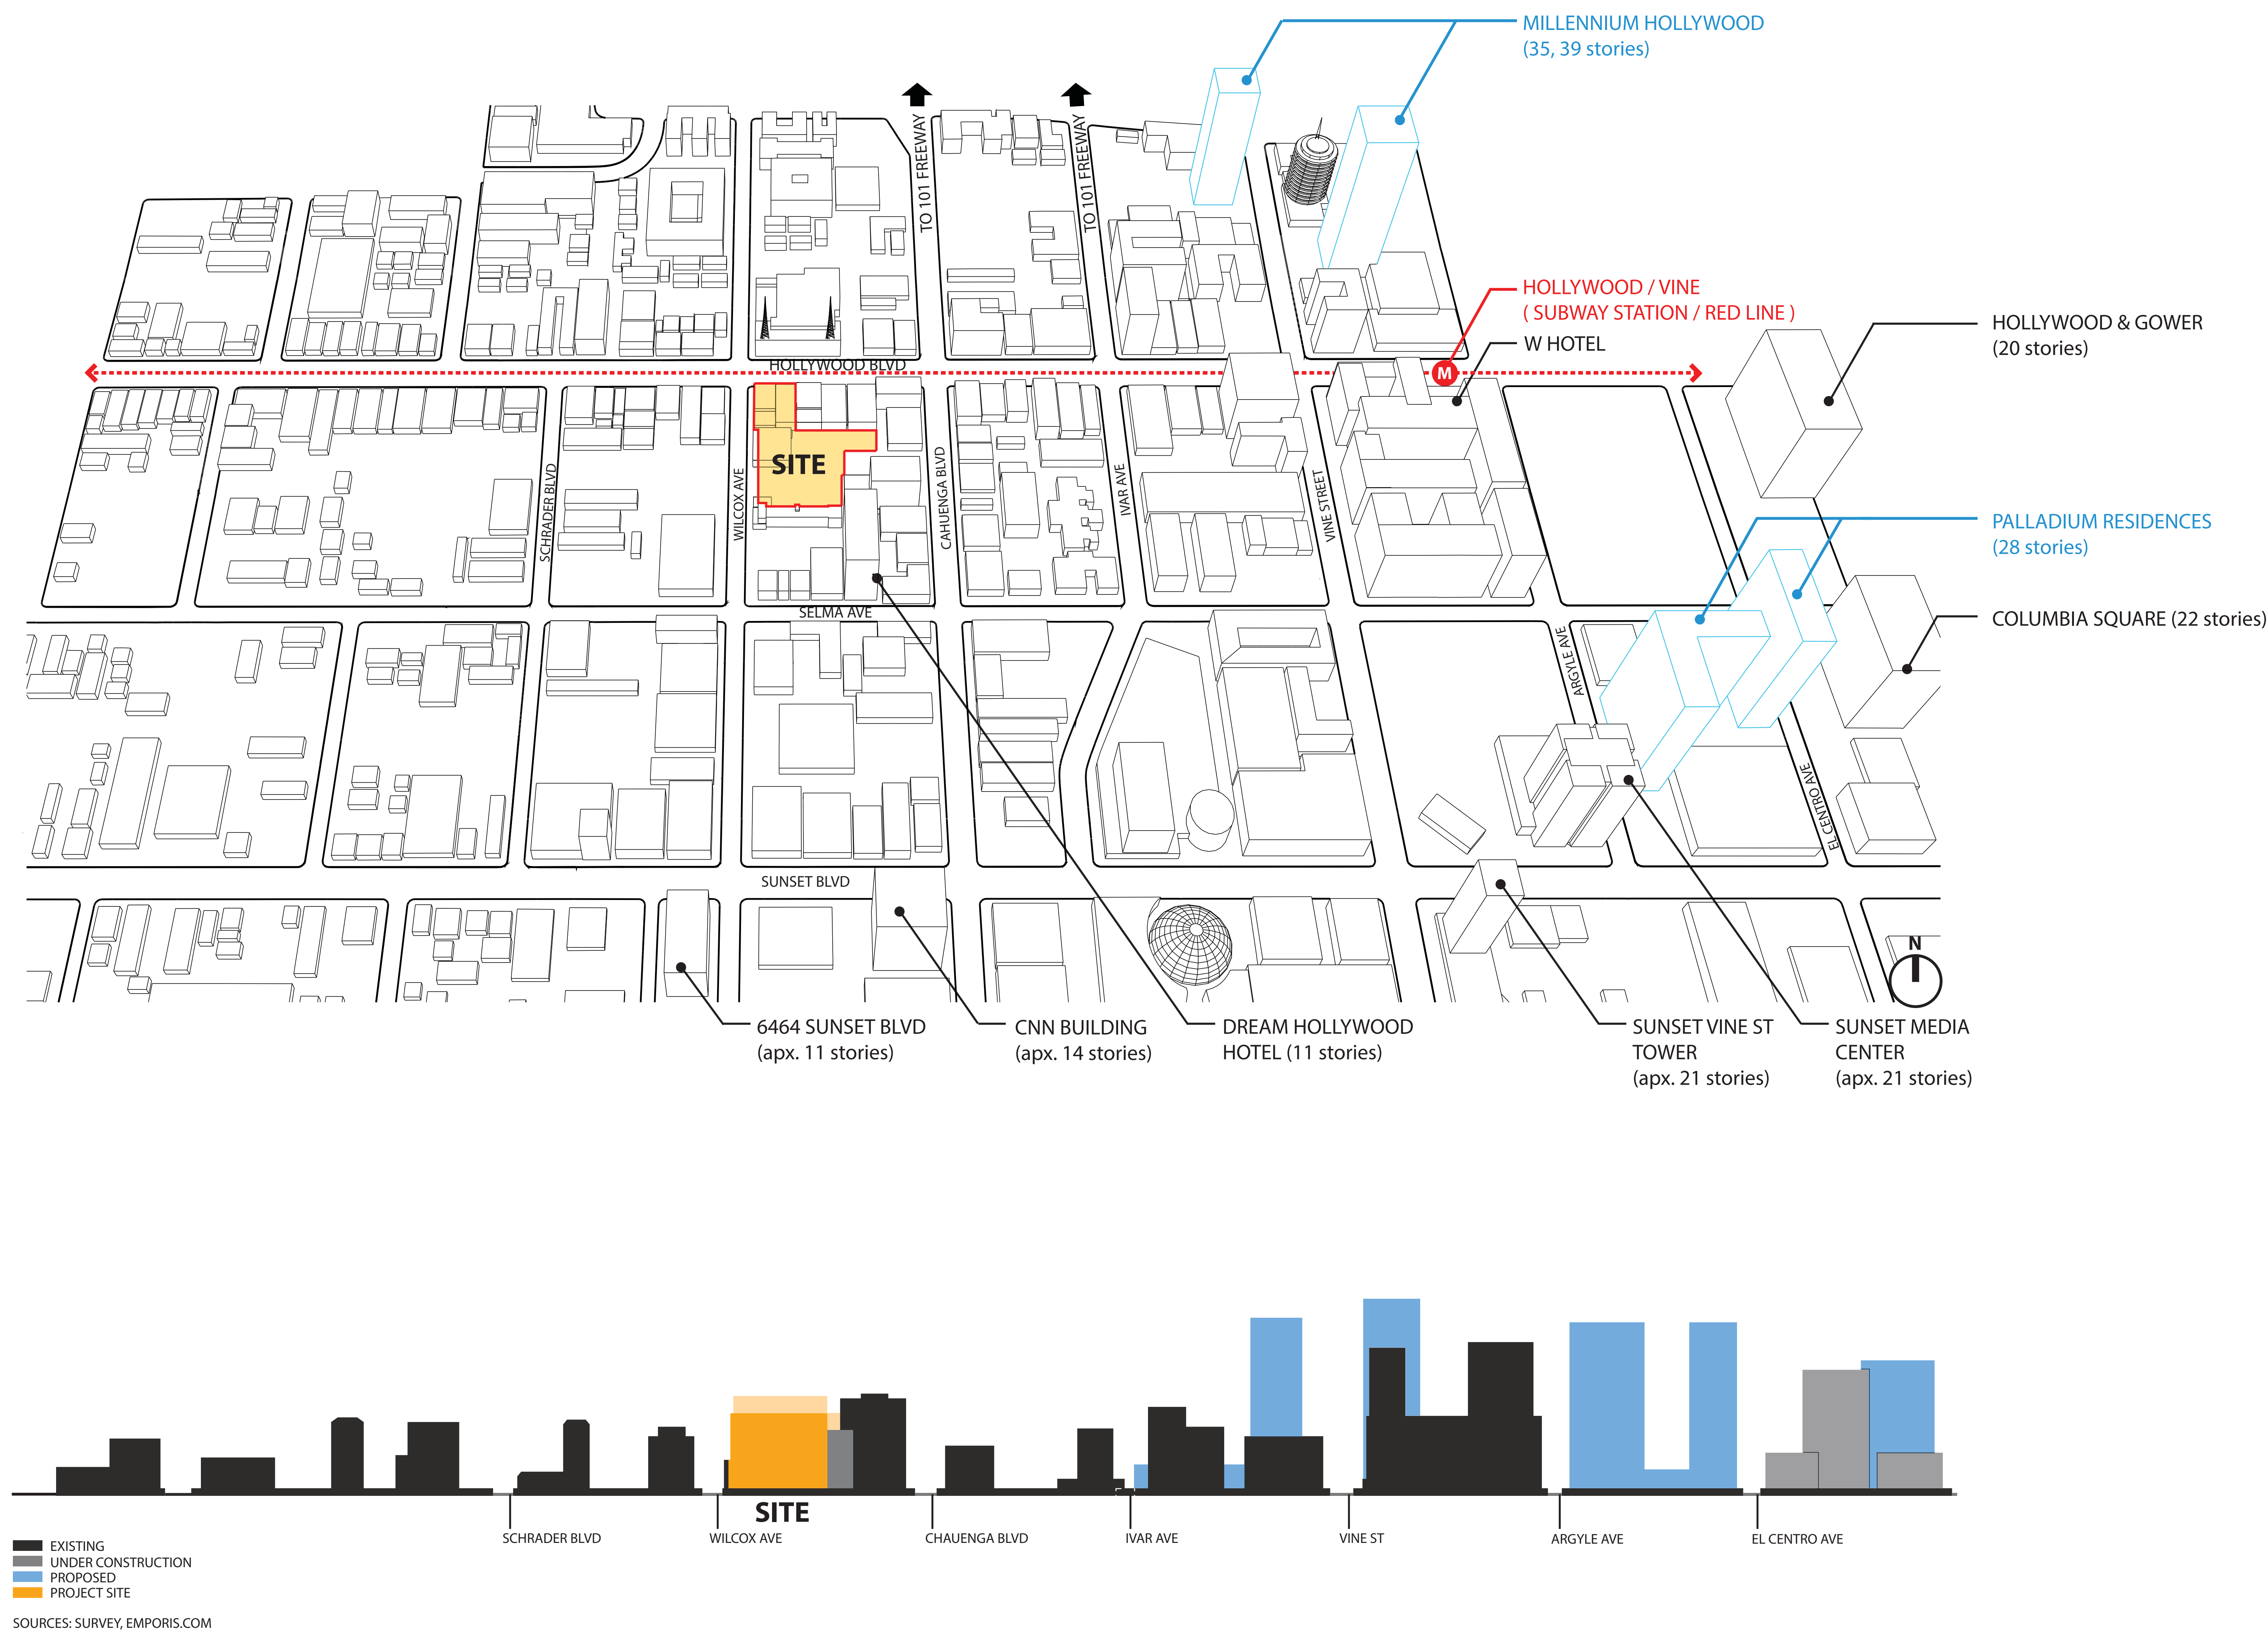 MILLENNIUM HOLLYWOOD
(35, 39 stories)
TO 101 FREEWAY
TO 101 FREEWAY
HOLLYWOOD / VINE
( SUBWAY STATION / RED LINE )
W HOTEL
HOLLYWOOD & GOWER
(20 stories)
HOLLYWOOD BLVD
M
SITE
SCHRADER BLVD
WILCOX AVE
CAHUENGA BLVD
IVAR AVE
VINE STREET
PALLADIUM RESIDENCES
(28 stories)
SELMA AVE
COLUMBIA SQUARE (22 stories)
ARGYLE AVE
EL CENTRO AVE
SUNSET BLVD
N
6464 SUNSET BLVD
(apx. 11 stories)
CNN BUILDING
(apx. 14 stories)
DREAM HOLLYWOOD
HOTEL (11 stories)
SUNSET VINE ST
TOWER
(apx. 21 stories)
SUNSET MEDIA
CENTER
(apx. 21 stories)
SITE
SCHRADER BLVD
WILCOX AVE
CHAUENGA BLVD
IVAR AVE
VINE ST
ARGYLE AVE
EL CENTRO AVE
EXISTING
UNDER CONSTRUCTION
PROPOSED
PROJECT SITE
SOURCES: SURVEY, EMPORIS.COM